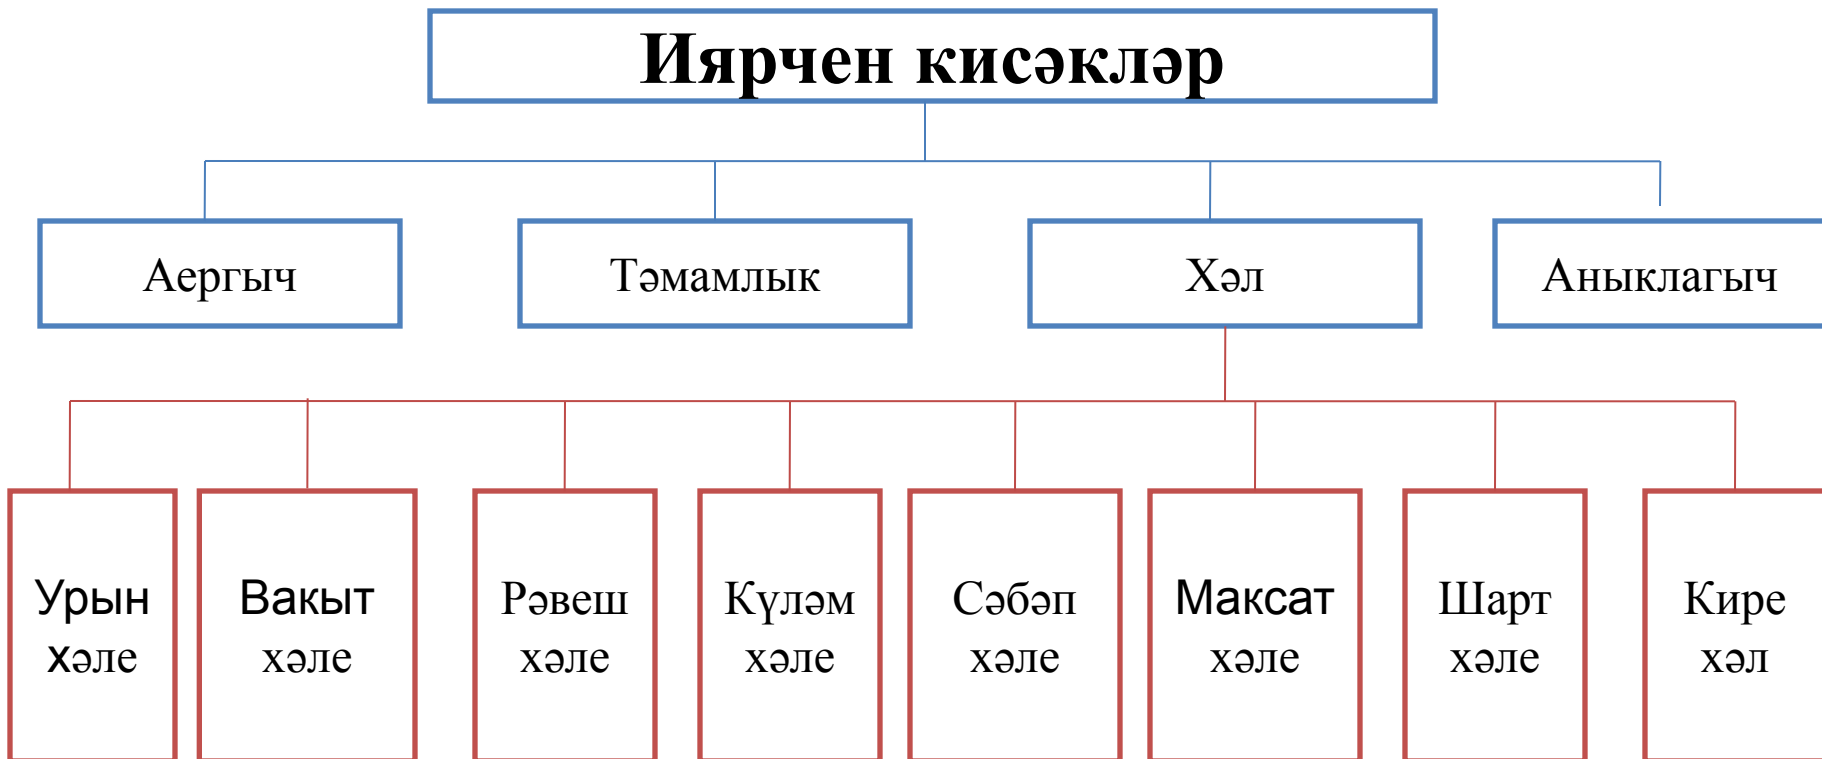 Иярчен кисәкләр
Аергыч
Тәмамлык
Хәл
Аныклагыч
Урын
хәле
Вакыт
хәле
Рәвеш
хәле
Күләм
хәле
Сәбәп
хәле
Максат
хәле
Шарт
хәле
Кире
хәл